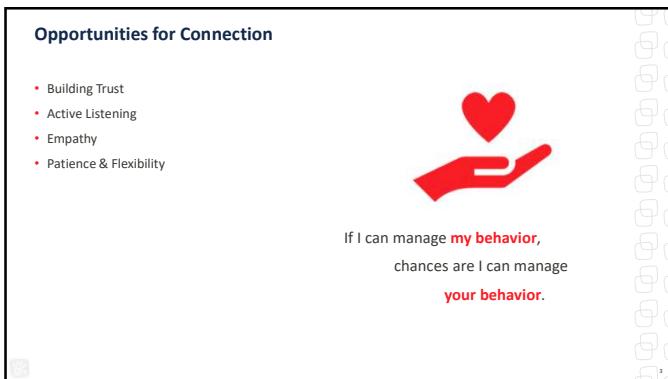 Opportunities for Connection
• Building Trust
• Active Listening
• Empathy
• Patience & Flexibility
If I can manage my behavior,
chances are I can manage
your behavior.
3